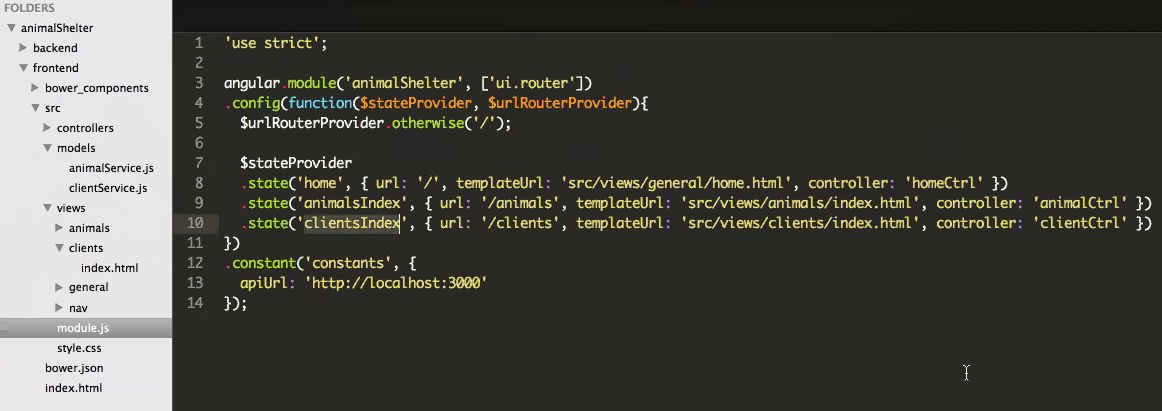 FOLDERS
animalShelter
backend
frontend
bower_components
src
controllers
models
animalService.js
clientService.js
views
animals
clients
index.html
general
nav
module.js
style.css
bower.json
index.html
1 'use strict';
2
3 angular.module('animalShelter', ['ui.router'])
4 .config(function($stateProvider, $urlRouterProvider){
5 $urlRouterProvider.otherwise('/');
6
7 $stateProvider
8 .state('home', { url: '/', templateUrl: 'src/views/general/home.html', controller: 'homeCtrl' })
9 .state('animalsIndex', { url: '/animals', templateUrl: 'src/views/animals/index.html', controller: 'animalCtrl' })
10 .state('clientsIndex', { url: '/clients', templateUrl: 'src/views/clients/index.html', controller: 'clientCtrl' })
11 })
12 .constant('constants', {
13 apiUrl: 'http://localhost:3000'
14 });